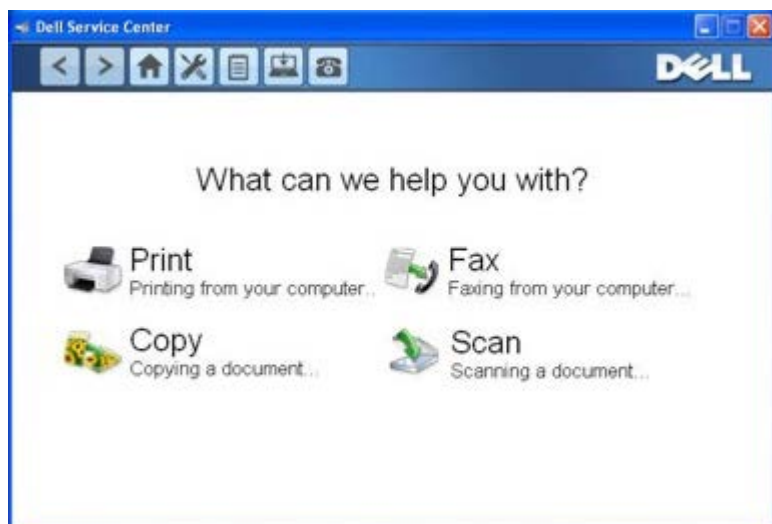 Dell Service Center
DELL
What can we help you with?
Print
Printing from your computer..
Fax
Faxing from your computer...
Copy
Copying a document...
Scan
Scanning a document...